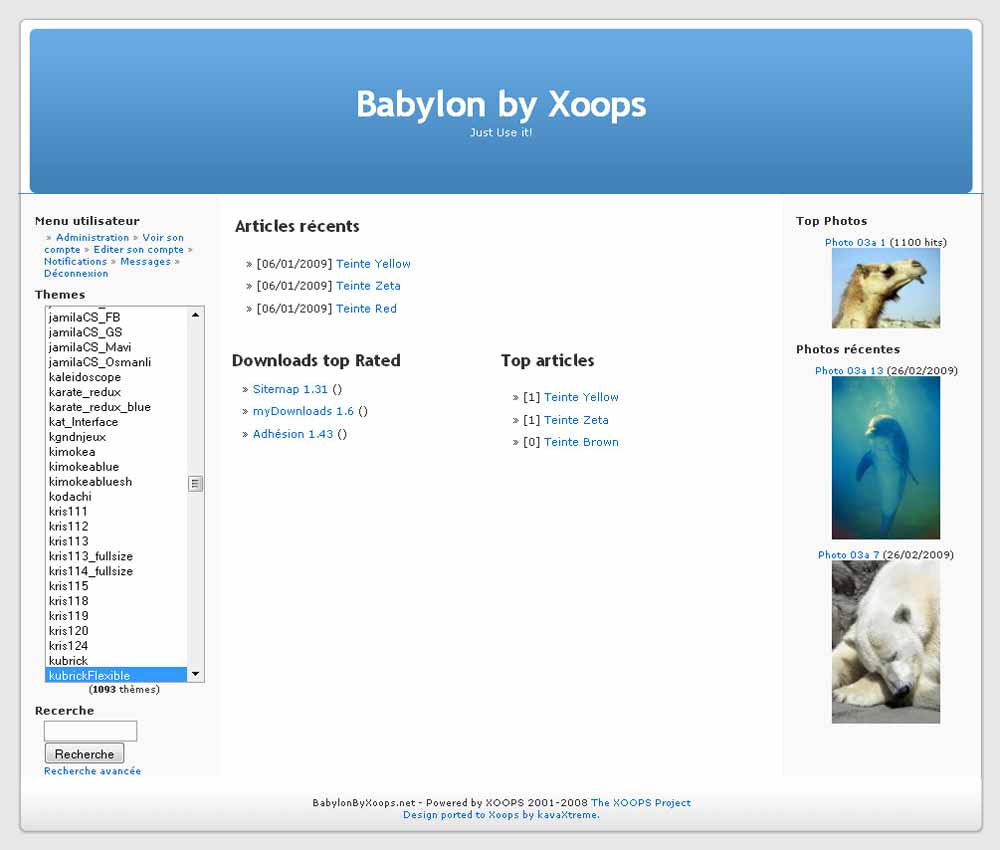 Babylon by Xoops
Just Use it!
Menu utilisateur
» Administration » Voir son
compte » Editer son compte »
Notifications » Messages »
Déconnexion
Themes
jamilaCS_FB
jamilaCS_GS
jamilaCS_Mavi
jamilaCS_Osmanli
kaleidoscope
karate_redux
karate_redux_blue
kat_Interface
kgndnjeux
kimokea
kimokeablue
kimokeabluesh
kodachi
kris111
kris112
kris113
kris113_fullsize
kris114_fullsize
kris115
kris118
kris119
kris120
kris124
kubrick
kubrickFlexible
(1093 thèmes)
Recerche
Recherche
Recherche avancée
Articles récents
» [06/01/2009] Teinte Yellow
» [06/01/2009] Teinte Zeta
» [06/01/2009] Teinte Red
Downloads top Rated
» Sitemap 1.31 ()
» myDownloads 1.6 ()
» Adhésion 1.43 ()
Top articles
» [1] Teinte Yellow
» [1] Teinte Zeta
» [0] Teinte Brown
Top Photos
Photo 03a 1 (1100 hits)
Photos récentes
Photo 03a 13 (26/02/2009)
Photo 03a 7 (26/02/2009)
BabylonByXoops.net - Powered by XOOPS 2001-2008 The XOOPS Project
Design ported to Xoops by kavaXtreme.